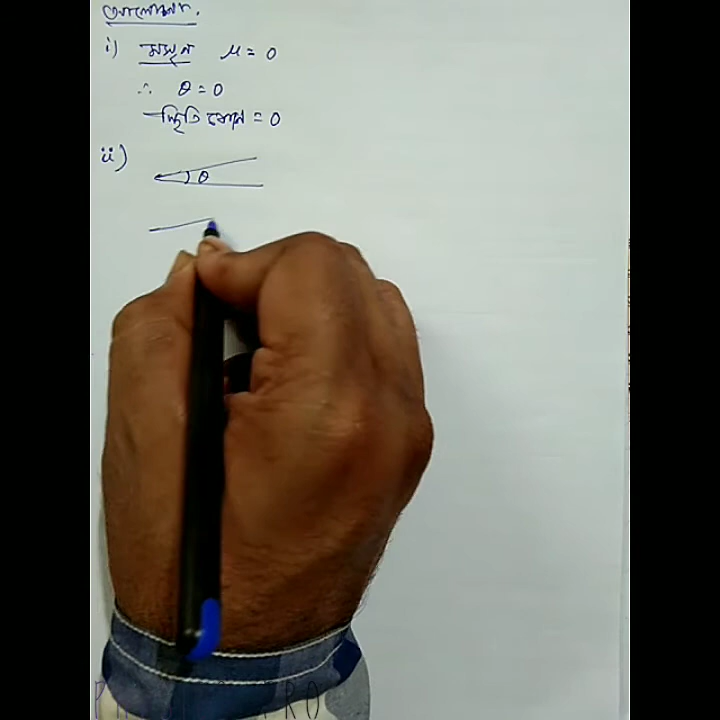 আলোচনা.
i) মসৃণ μ = 0
∴ θ = 0
স্থিতি কোণ = 0
ii)
θ